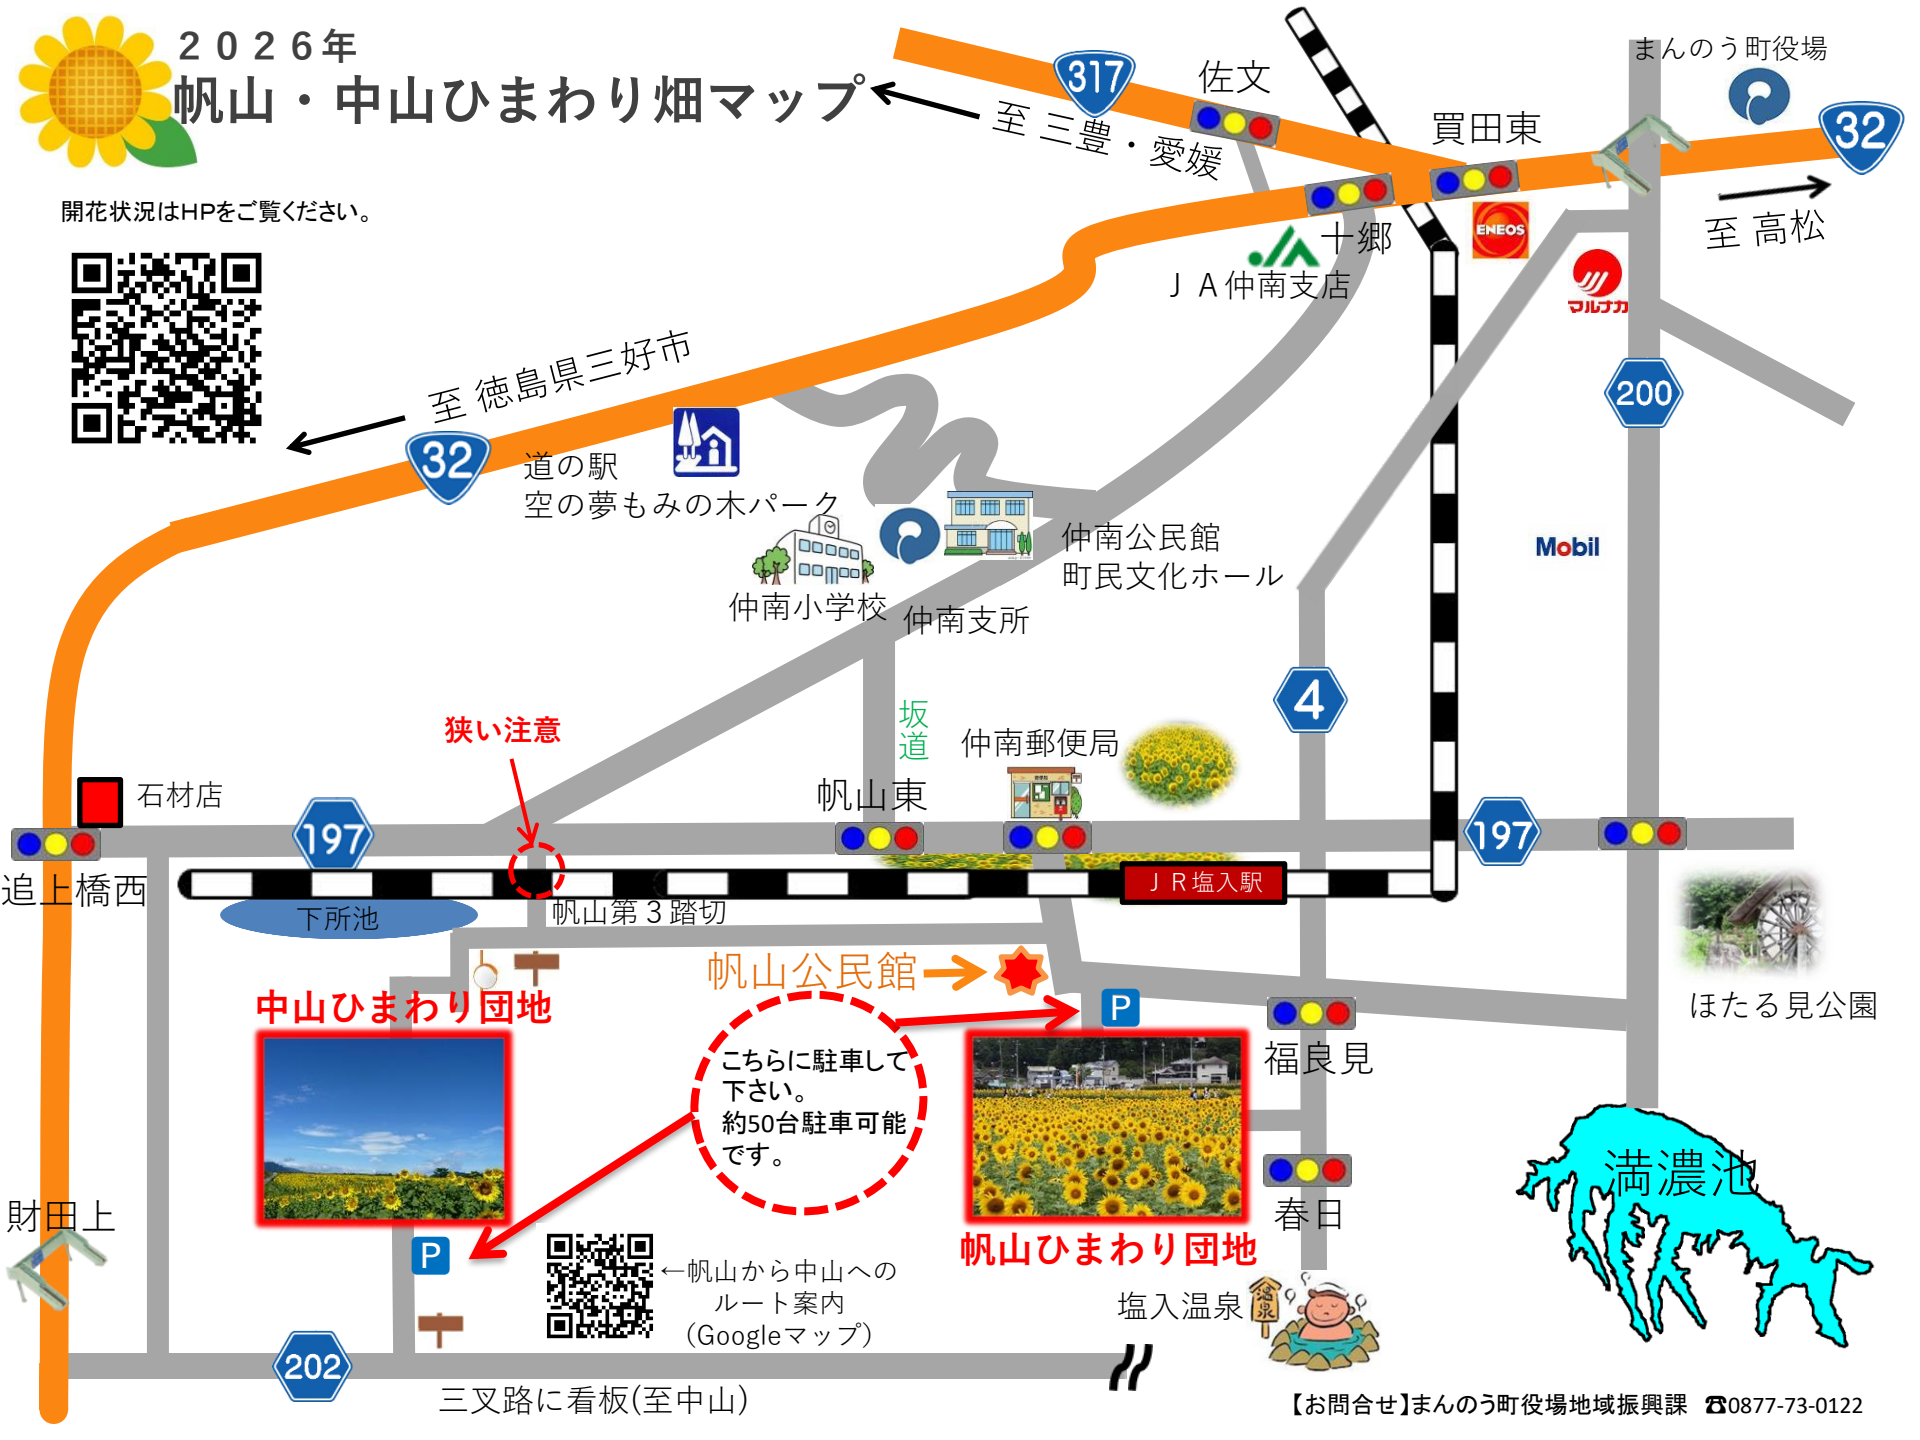 ２０２６年
帆山・中山ひまわり畑マップ
開花状況はHPをご覧ください。
317
佐文
至 三豊・愛媛
まんのう町役場
買田東
32
至 高松
十郷
ENEOS
ＪＡ仲南支店
マルナカ
200
至 徳島県三好市
32
道の駅
空の夢もみの木パーク
仲南公民館
町民文化ホール
Mobil
仲南小学校
仲南支所
4
狭い注意
坂道
仲南郵便局
石材店
帆山東
197
197
追上橋西
ＪＲ塩入駅
下所池
帆山第３踏切
帆山公民館
中山ひまわり団地
P
ほたる見公園
こちらに駐車して
下さい。
約50台駐車可能
です。
福良見
満濃池
財田上
春日
帆山ひまわり団地
P
←帆山から中山への
ルート案内
(Googleマップ)
塩入温泉
温泉
202
三叉路に看板(至中山)
【お問合せ】まんのう町役場地域振興課 ☎0877-73-0122